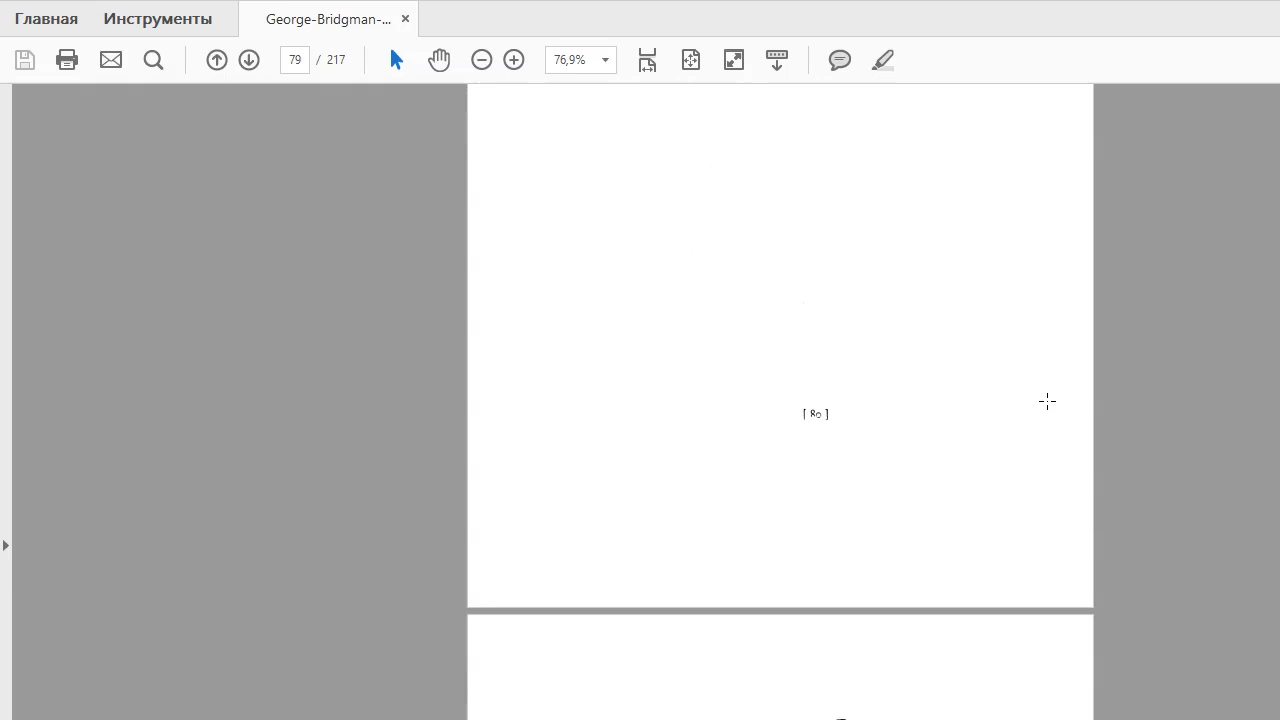 Главная Инструменты George-Bridgman-...
79 / 217 76,9%
[ 80 ]